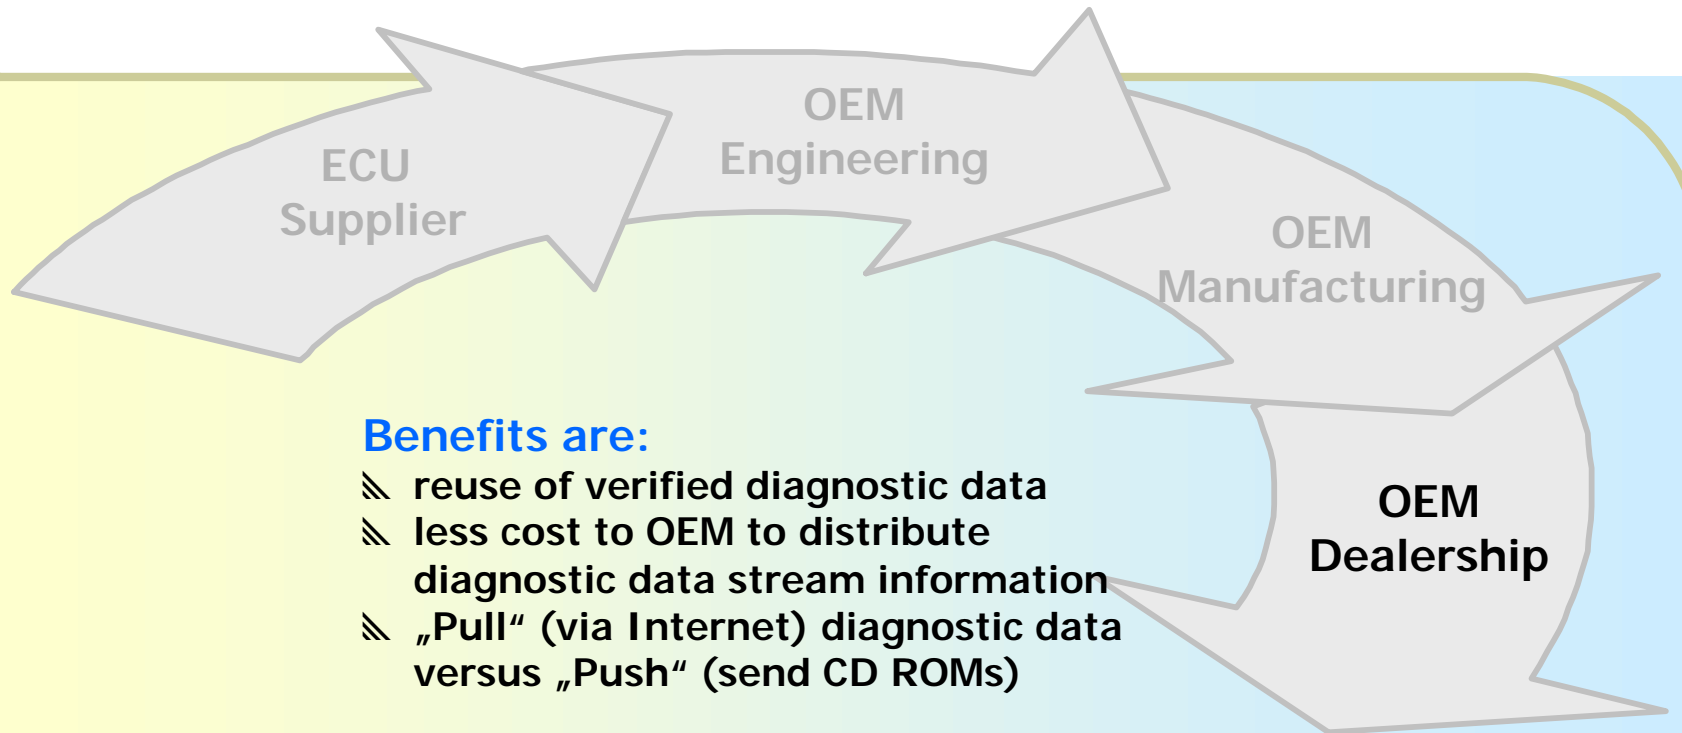 ECU
Supplier
OEM
Engineering
OEM
Manufacturing
OEM
Dealership
Benefits are:
reuse of verified diagnostic data
less cost to OEM to distribute
diagnostic data stream information
„Pull“ (via Internet) diagnostic data
versus „Push“ (send CD ROMs)